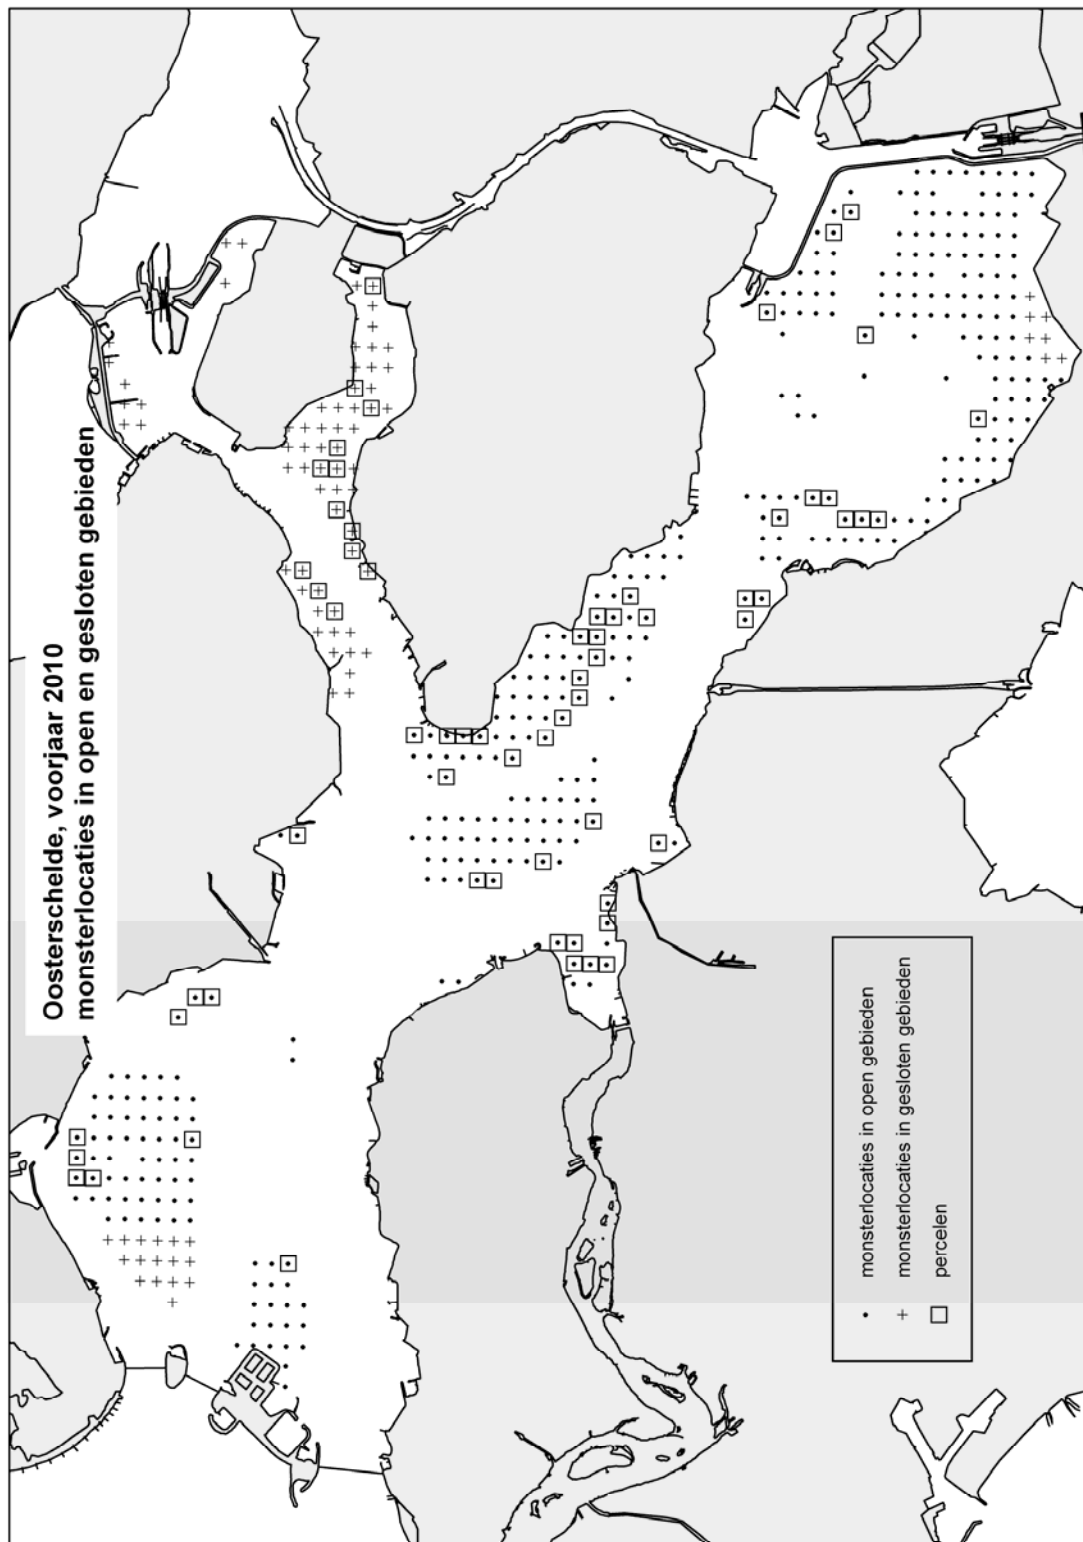 Oosterschelde, voorjaar 2010
monsterlocaties in open en gesloten gebieden
monsterlocaties in open gebieden
monsterlocaties in gesloten gebieden
percelen